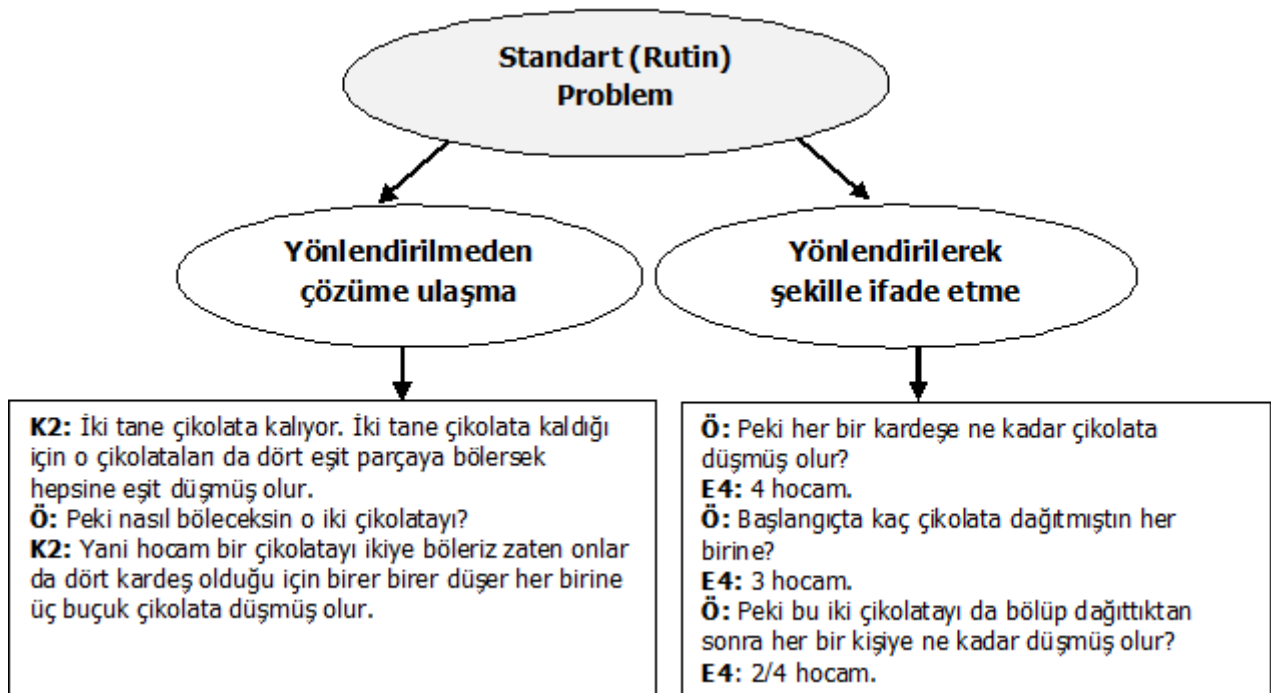 Standart (Rutin)
Problem
Yönlendirilmeden
çözüme ulaşma
Yönlendirilerek
şekille ifade etme
K2: İki tane çikolata kalıyor. İki tane çikolata kaldığı
için o çikolataları da dört eşit parçaya bölersek
hepsine eşit düşmüş olur.
Ö: Peki nasıl böleceksin o iki çikolatayı?
K2: Yani hocam bir çikolatayı ikiye böleriz zaten onlar
da dört kardeş olduğu için birer birer düşer her birine
üç buçuk çikolata düşmüş olur.
Ö: Peki her bir kardeşe ne kadar çikolata
düşmüş olur?
E4: 4 hocam.
Ö: Başlangıçta kaç çikolata dağıtmıştın her
birine?
E4: 3 hocam.
Ö: Peki bu iki çikolatayı da bölüp dağıttıktan
sonra her bir kişiye ne kadar düşmüş olur?
E4: 2/4 hocam.